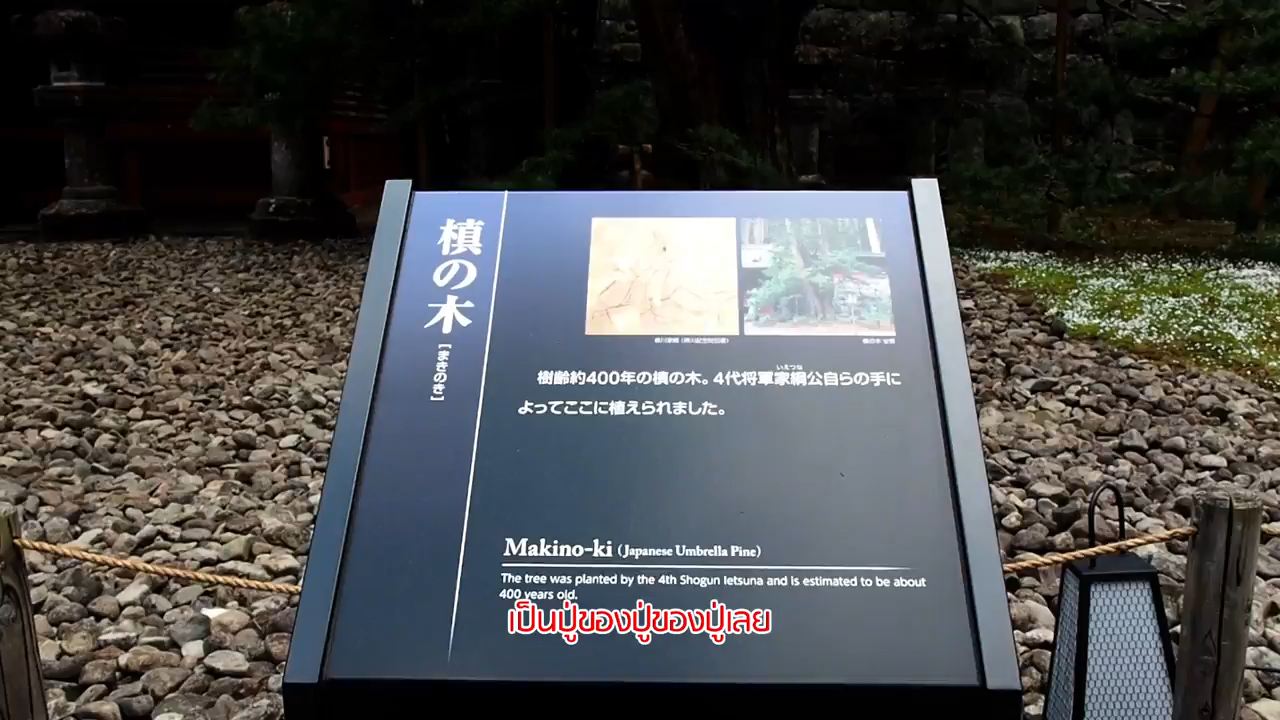 槙の木
[まきのき]
樹齢約400年の槙の木。4代将軍家綱公自らの手に
いえつな
よってここに植えられました。
Makino-ki (Japanese Umbrella Pine)
The tree was planted by the 4th Shogun Ietsuna and is estimated to be about
400 years old.
เป็นปู่ของปู่ของปู่เลย